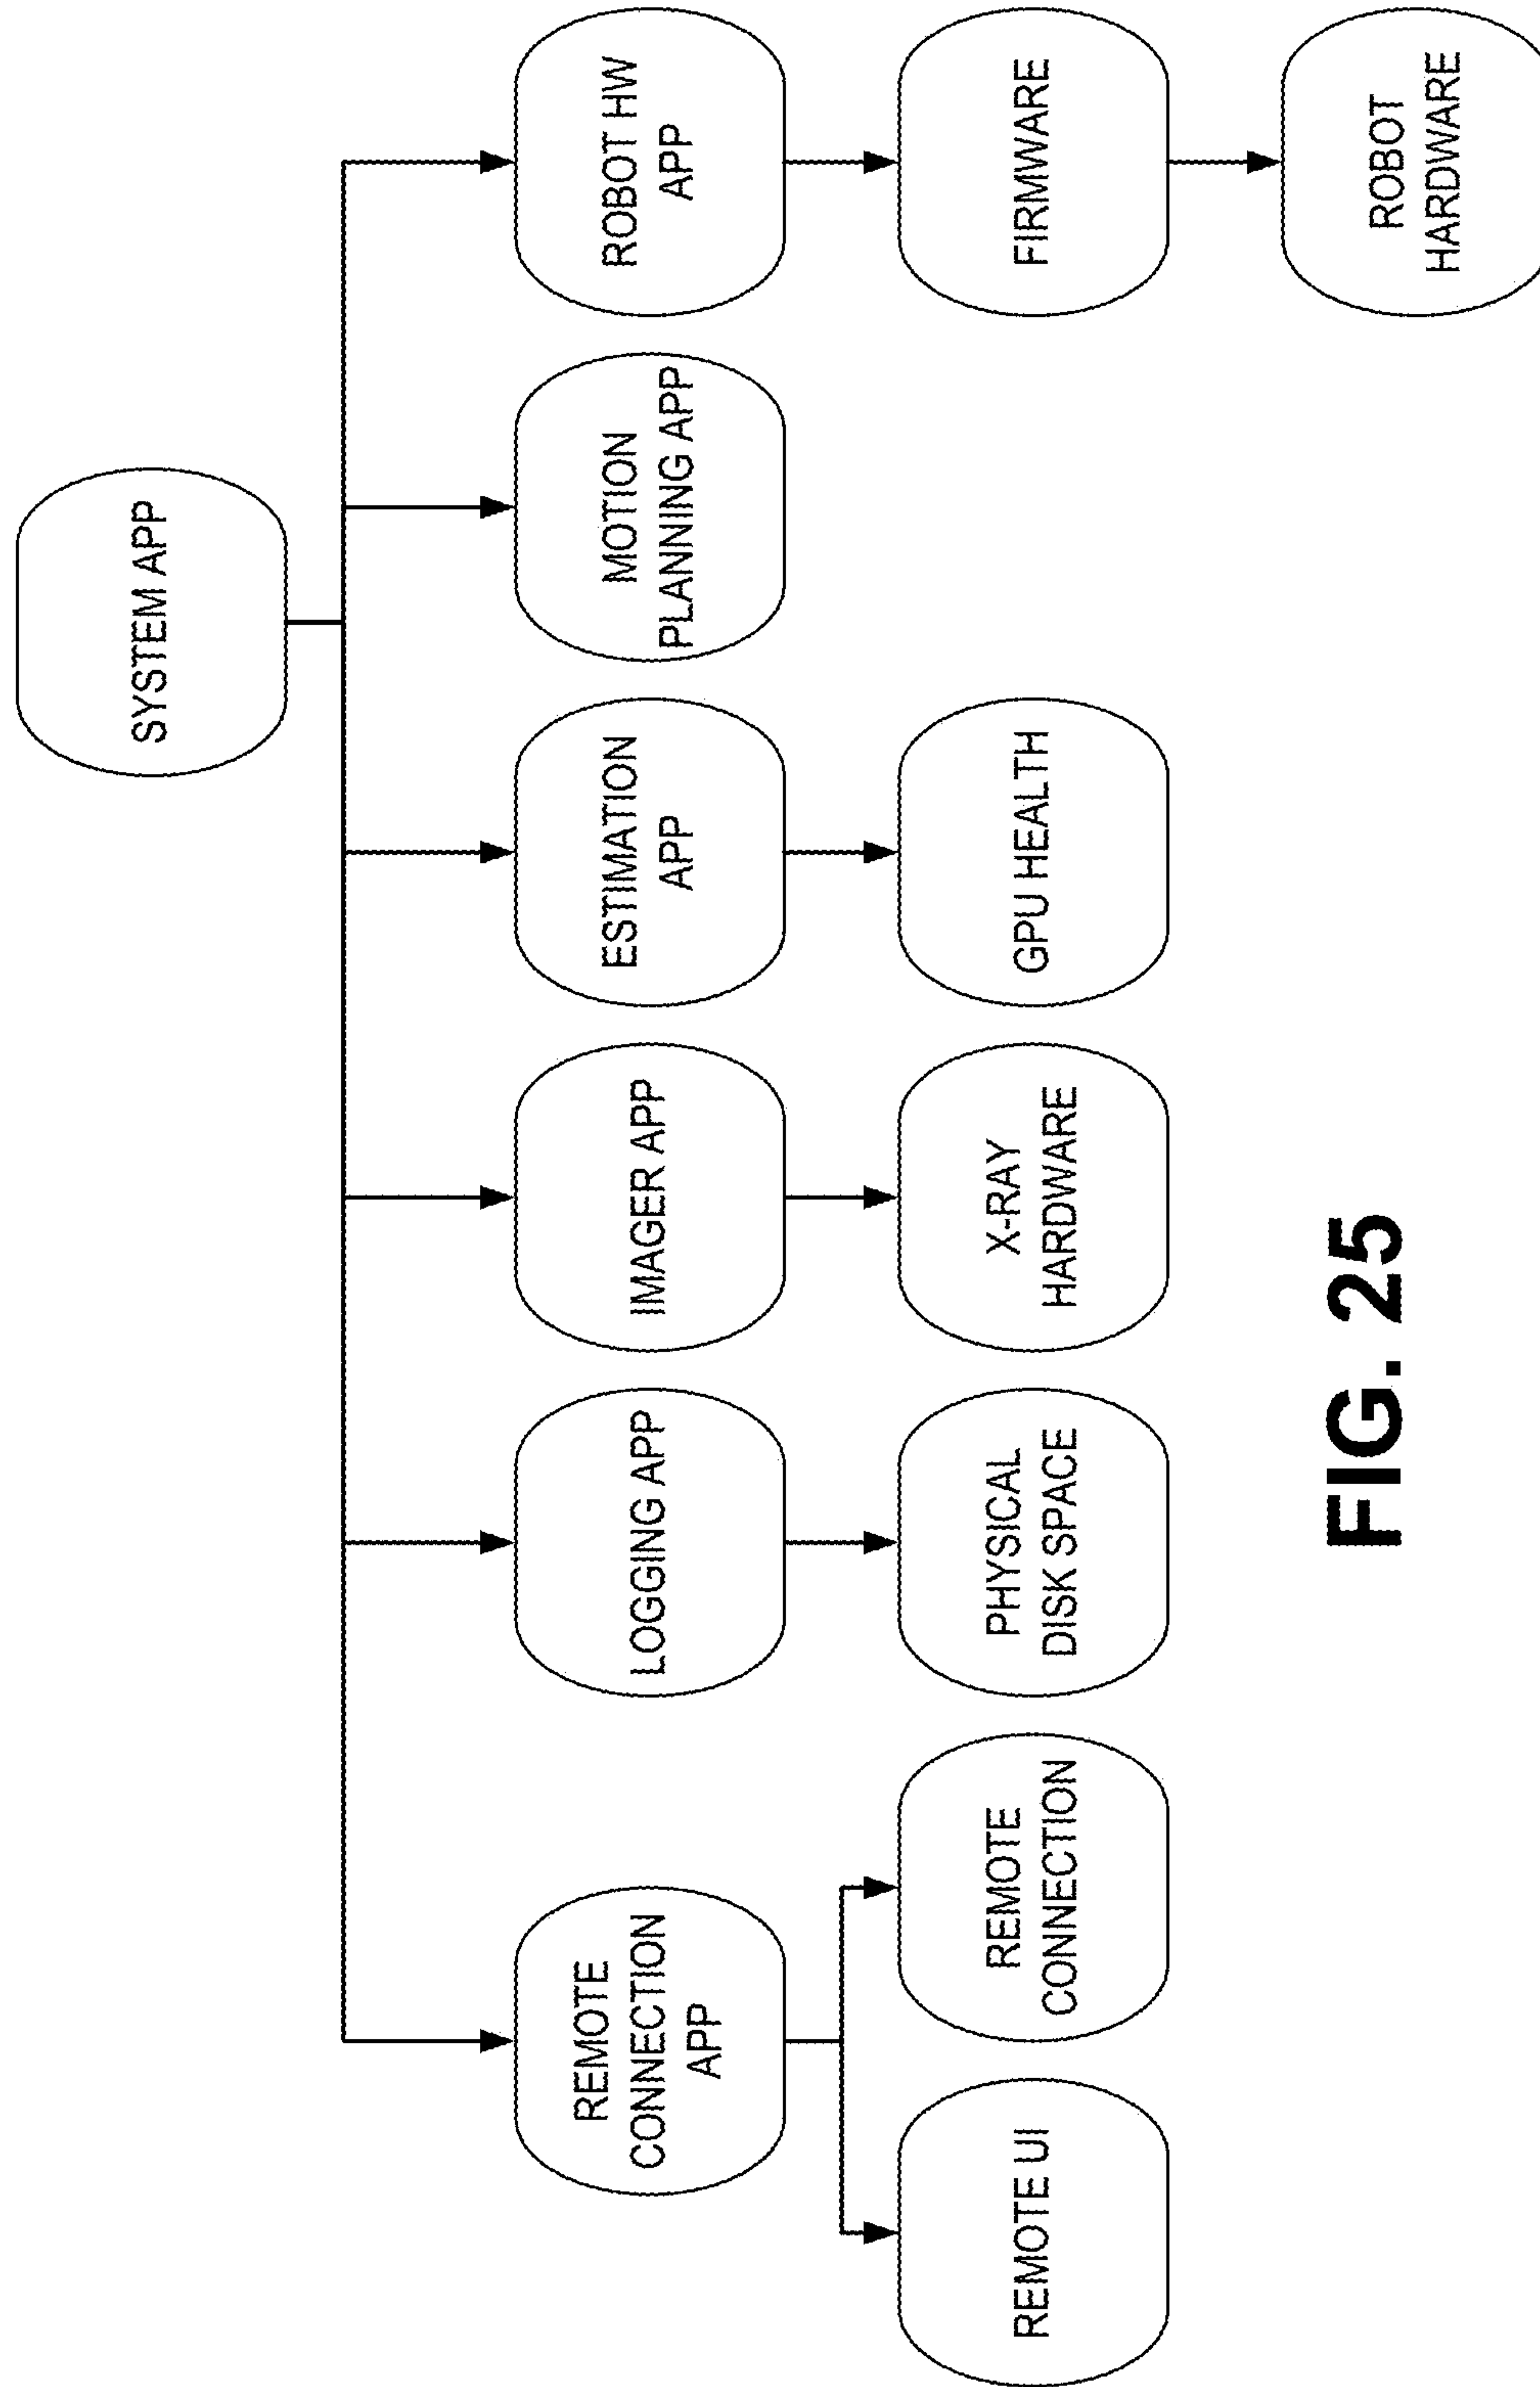 SYSTEM APP
REMOTE
CONNECTION
APP
LOGGING APP
IMAGER APP
ESTIMATION
APP
MOTION
PLANNING APP
ROBOT HW
APP
REMOTE UI
REMOTE
CONNECTION
PHYSICAL
DISK SPACE
X-RAY
HARDWARE
GPU HEALTH
FIRMWARE
ROBOT
HARDWARE
FIG. 25